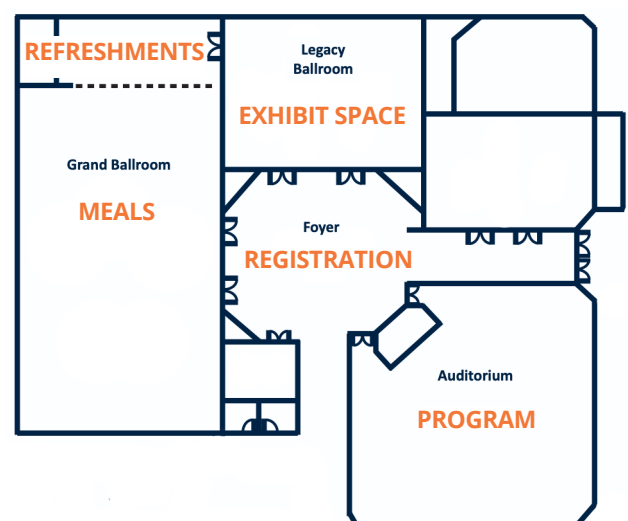 REFRESHMENTS
Legacy
Ballroom
EXHIBIT SPACE
Grand Ballroom
MEALS
Foyer
REGISTRATION
Auditorium
PROGRAM